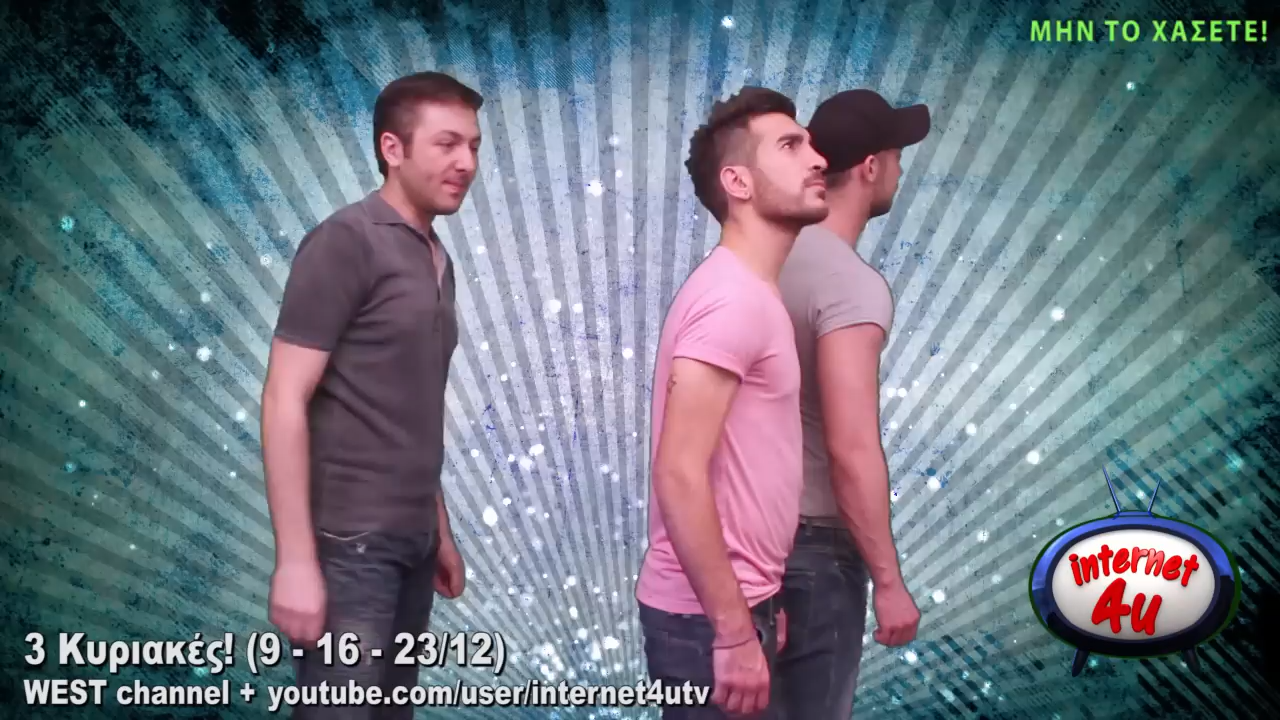 ΜΗΝ ΤΟ ΧΑΣΕΤΕ!
internet
4u
3 Κυριακές! (9 - 16 - 23/12)
WEST channel + youtube.com/user/internet4utv